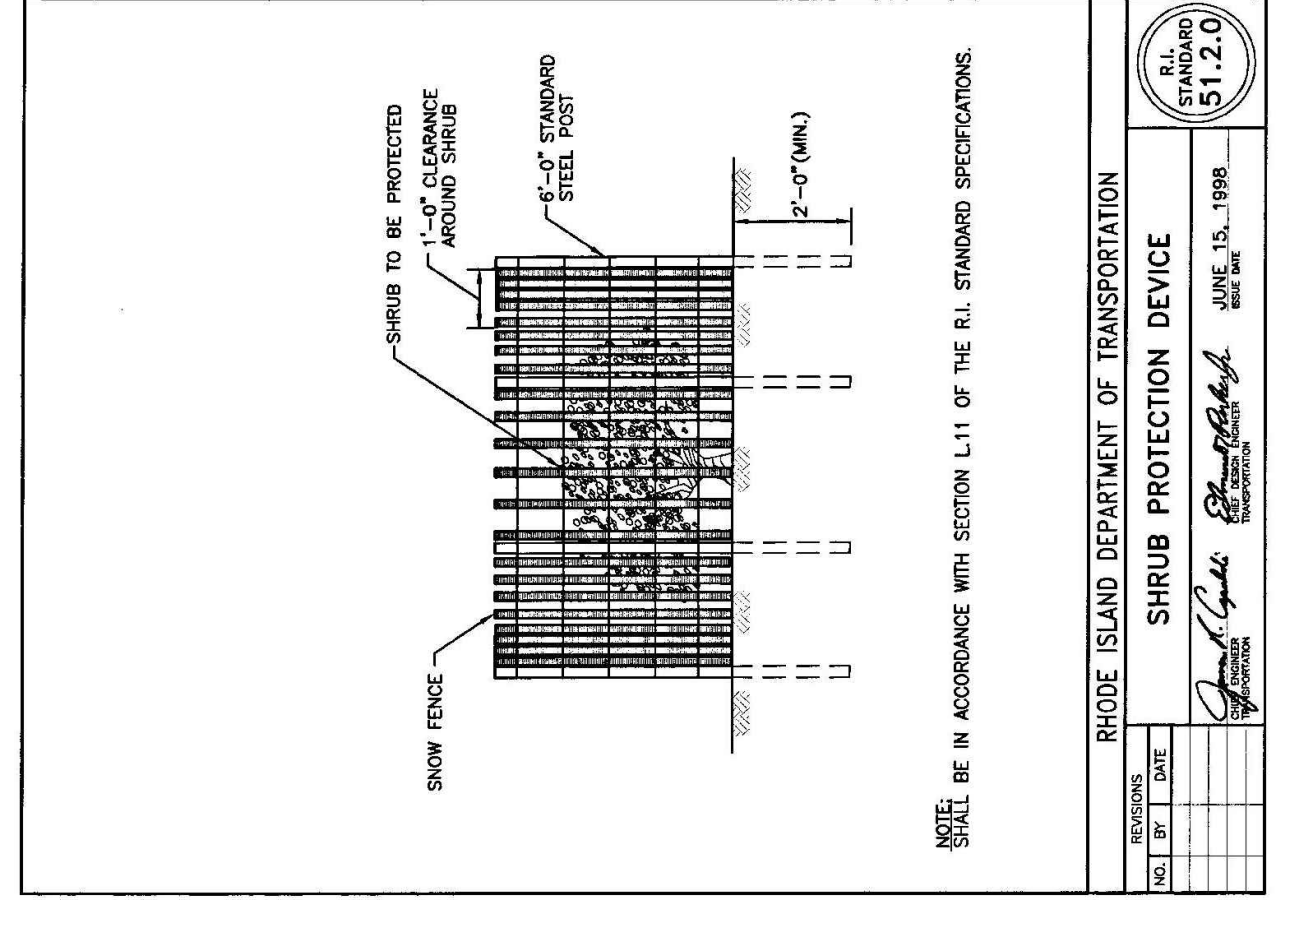 SHRUB TO BE PROTECTED
1'-0" CLEARANCE
AROUND SHRUB
SNOW FENCE
6'-0" STANDARD
STEEL POST
2'-0" (MIN.)
NOTE:
SHALL BE IN ACCORDANCE WITH SECTION L.11 OF THE R.I. STANDARD SPECIFICATIONS.
RHODE ISLAND DEPARTMENT OF TRANSPORTATION
REVISIONS
NO. BY DATE
SHRUB PROTECTION DEVICE
R.I.
STANDARD
51.2.0
CHIEF ENGINEER
TRANSPORTATION
CHIEF DESIGN ENGINEER
TRANSPORTATION
JUNE 15, 1998
ISSUE DATE